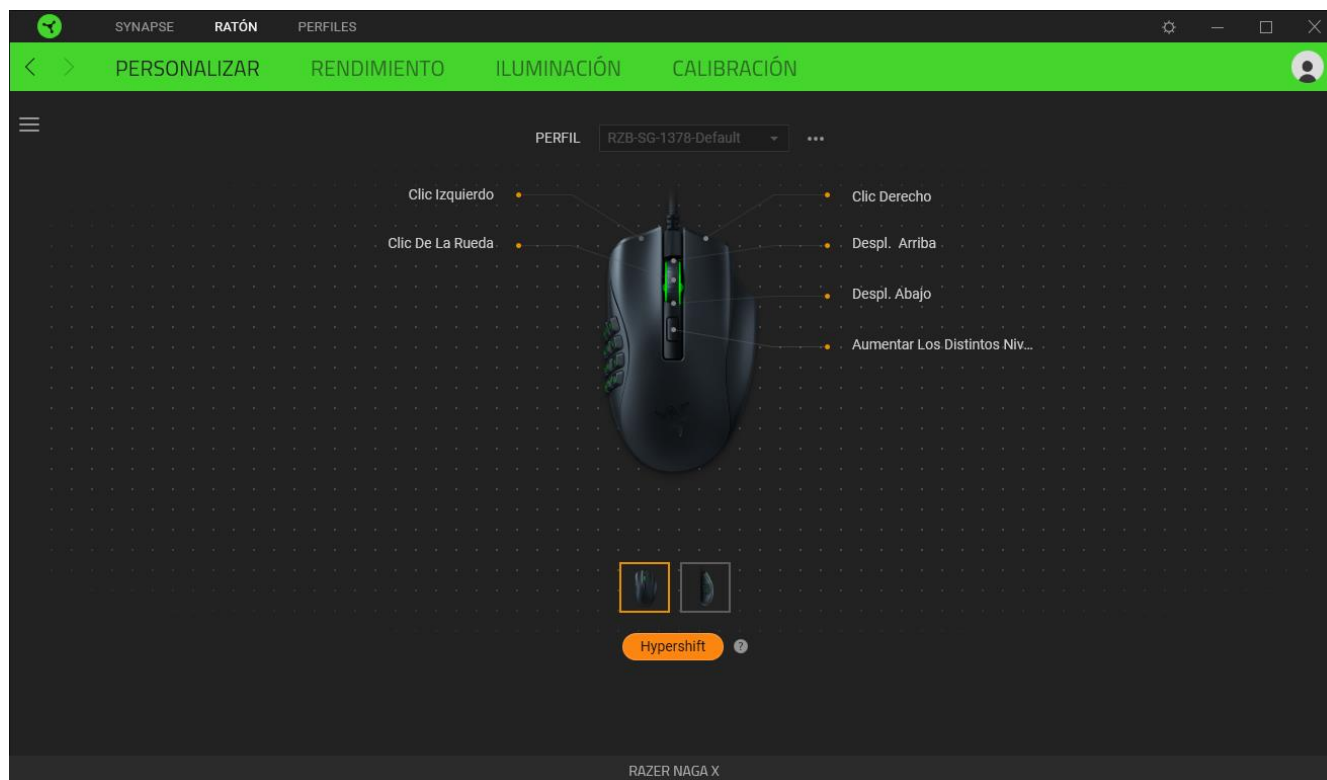 SYNAPSE RATÓN PERFILES
PERSONALIZAR RENDIMIENTO ILUMINACIÓN CALIBRACIÓN
PERFIL RZB-SG-1378-Default
Clic Izquierdo Clic Derecho
Clic De La Rueda Despl. Arriba
Despl. Abajo
Aumentar Los Distintos Niv...
Hypershift ?
RAZER NAGA X